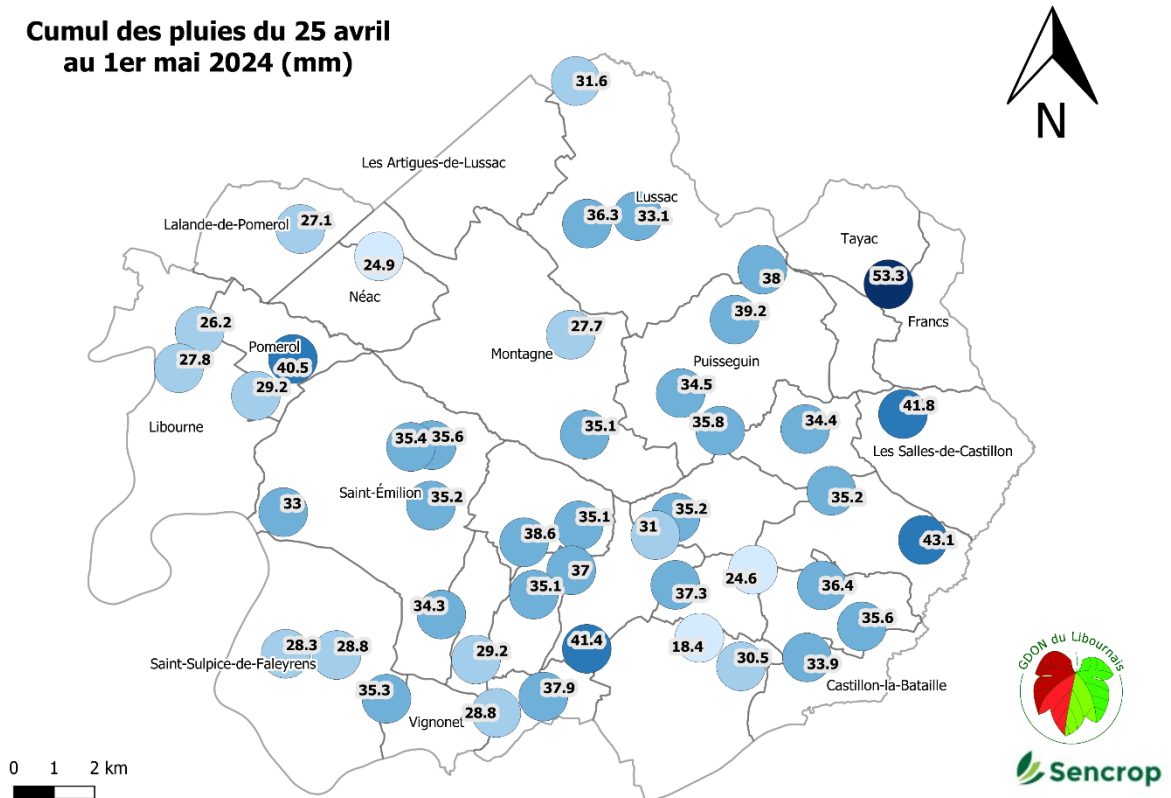 Cumul des pluies du 25 avril
au 1er mai 2024 (mm)
N
31.6
Les Artigues-de-Lussac
Lussac
36.3
33.1
Lalande-de-Pomerol
27.1
Tayac
24.9
Néac
38
53.3
Francs
39.2
26.2
27.7
Pomerol
Montagne
Puisseguin
27.8
40.5
29.2
34.5
Libourne
41.8
35.1
35.8
34.4
35.4
35.6
Les Salles-de-Castillon
Saint-Émilion
35.2
35.2
33
35.1
35.2
31
38.6
43.1
37
24.6
36.4
35.1
37.3
34.3
35.6
28.3
28.8
41.4
18.4
29.2
30.5
33.9
Saint-Sulpice-de-Faleyrens
Castillon-la-Bataille
35.3
37.9
28.8
Vignonet
GDON du Libournais
0 1 2 km
Sencrop